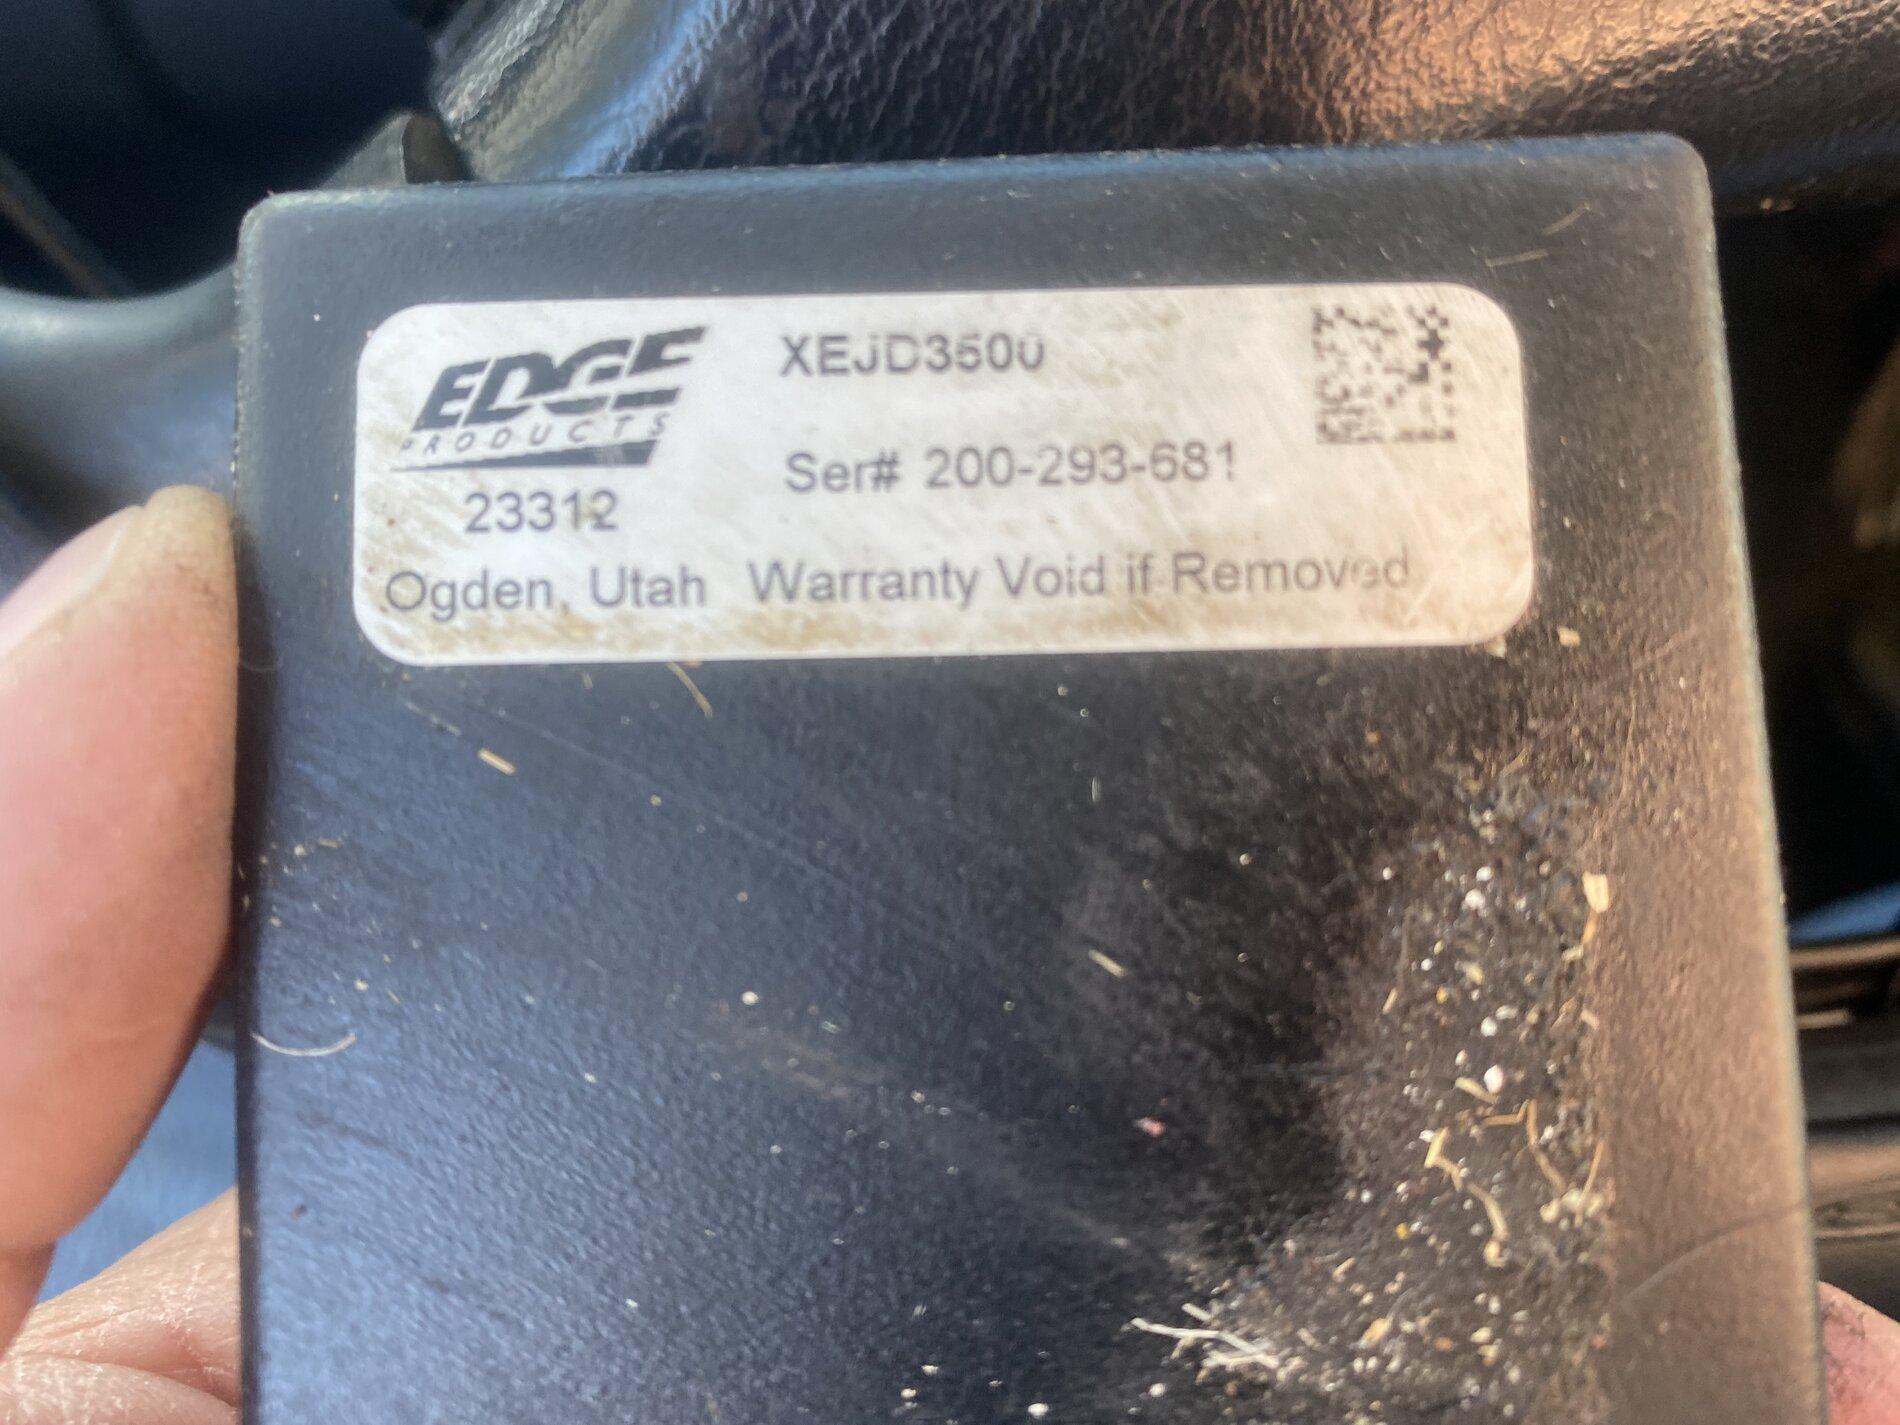 EDGE
PRODUCTS
XEJD3500
Ser# 200-293-681
23312
Ogden, Utah Warranty Void if Removed